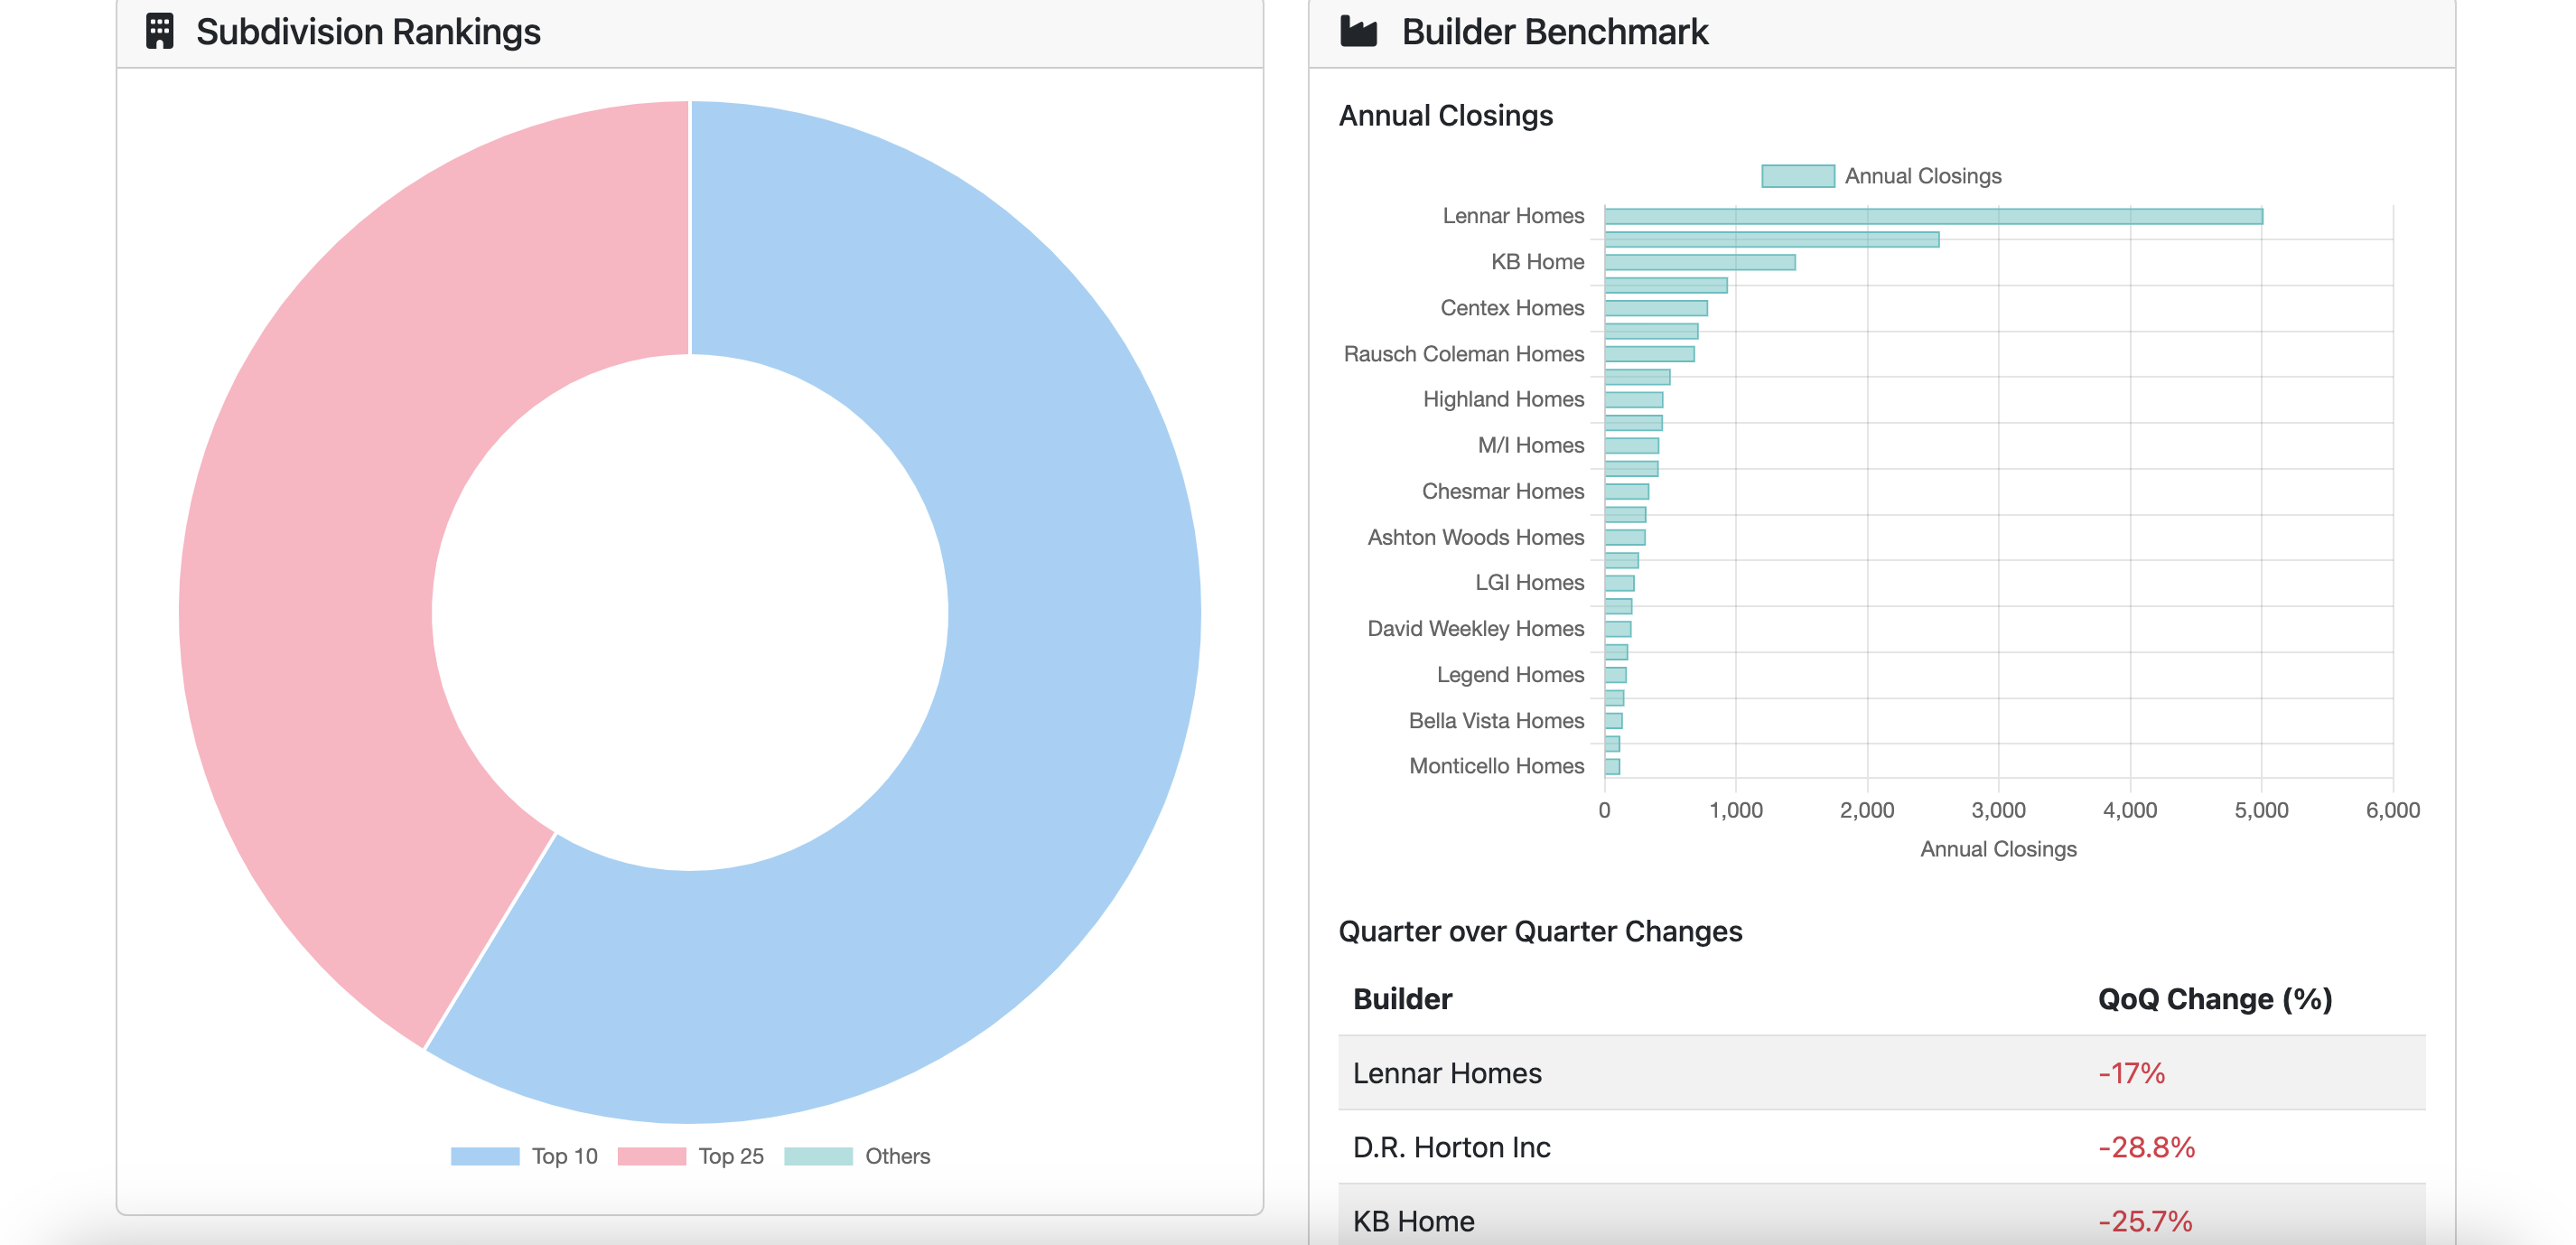 Subdivision Rankings
Top 10 Top 25 Others
Builder Benchmark
Annual Closings
Annual Closings
Lennar Homes
KB Home
Centex Homes
Rausch Coleman Homes
Highland Homes
M/I Homes
Chesmar Homes
Ashton Woods Homes
LGI Homes
David Weekley Homes
Legend Homes
Bella Vista Homes
Monticello Homes
0 1,000 2,000 3,000 4,000 5,000 6,000
Annual Closings
Quarter over Quarter Changes
Builder QoQ Change (%)
Lennar Homes -17%
D.R. Horton Inc -28.8%
KB Home -25.7%